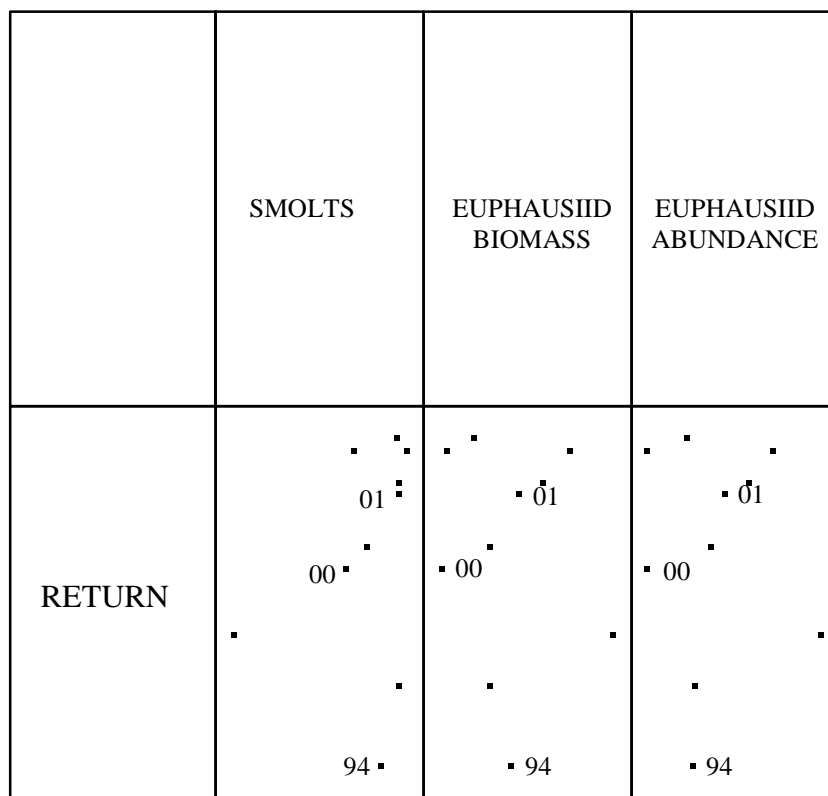 SMOLTS
EUPHAUSIID
BIOMASS
EUPHAUSIID
ABUNDANCE
RETURN
01
00
94
01
00
94
01
00
94